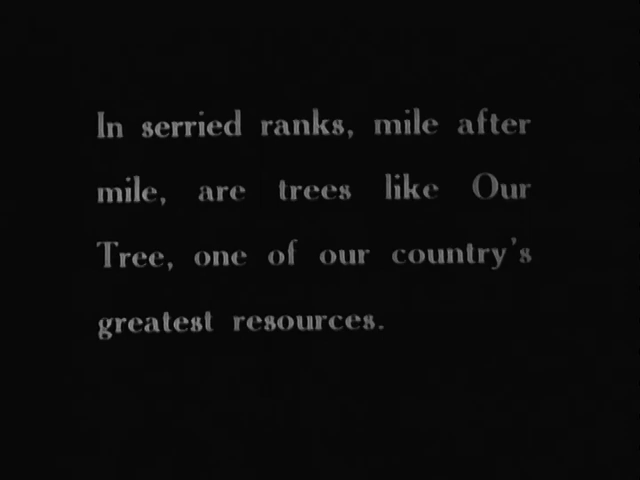 In serried ranks, mile after
mile, are trees like Our
Tree, one of our country's
greatest resources.